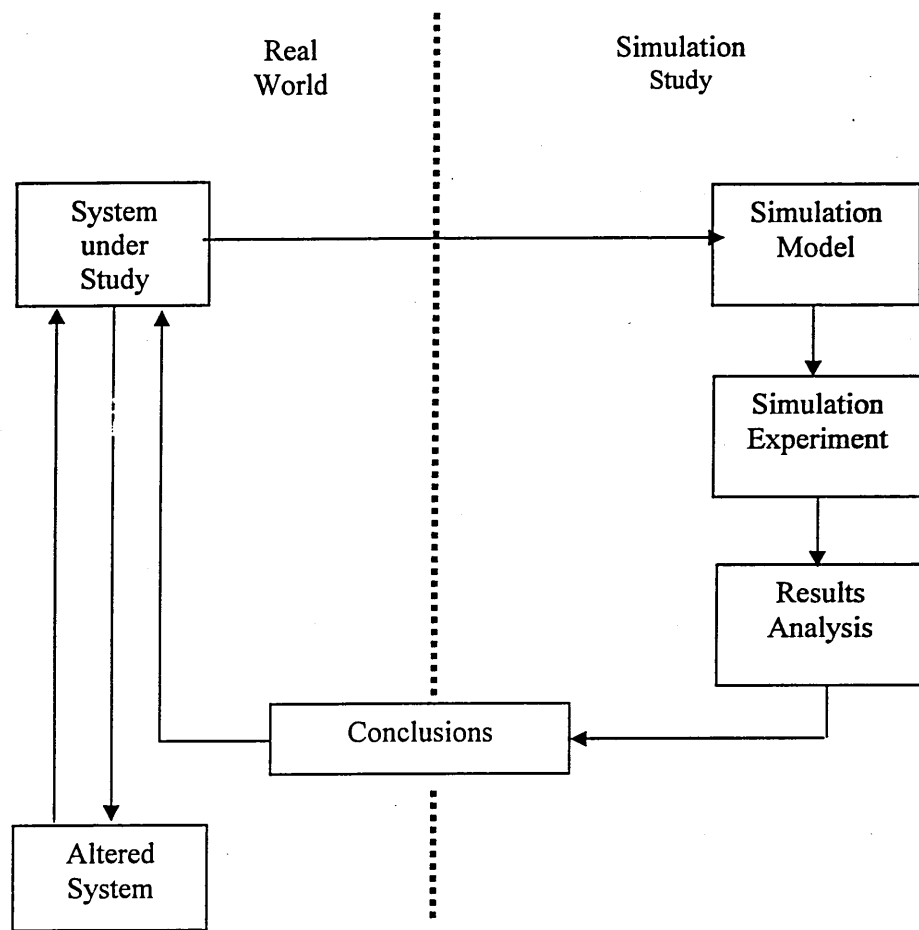 Real
World
Simulation
Study
System
under
Study
Simulation
Model
Simulation
Experiment
Results
Analysis
Conclusions
Altered
System